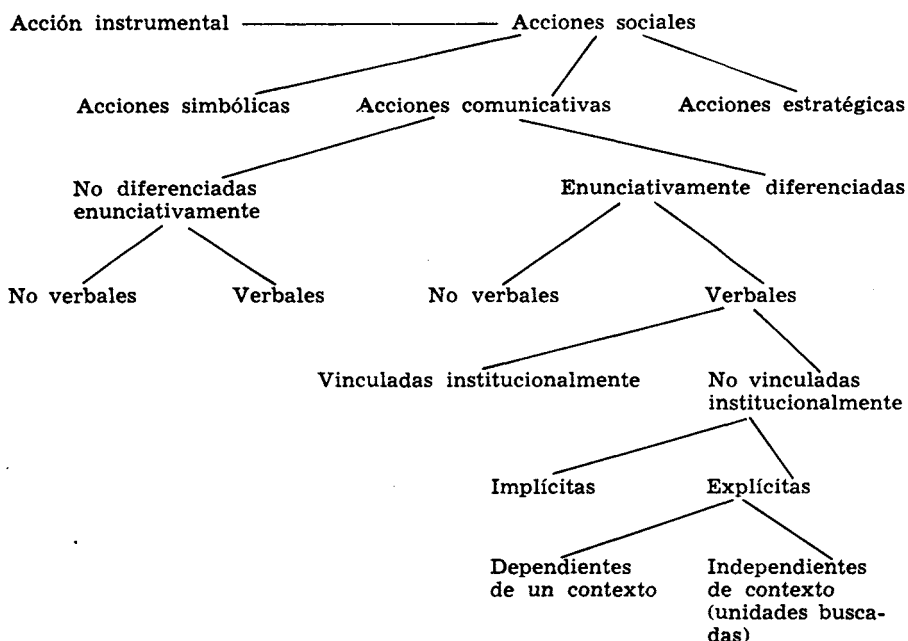 Acción instrumental
Acciones sociales
Acciones simbólicas
Acciones comunicativas
Acciones estratégicas
No diferenciadas
enunciativamente
Enunciativamente diferenciadas
No verbales
Verbales
No verbales
Verbales
Vinculadas institucionalmente
No vinculadas
institucionalmente
Implícitas
Explícitas
Dependientes
de un contexto
Independientes
de contexto
(unidades busca-
das)